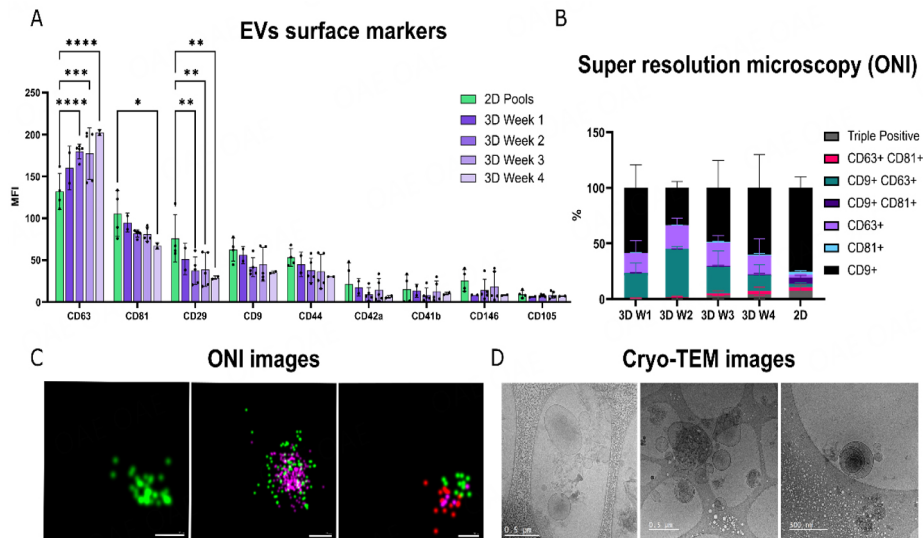 A
EVs surface markers
****
***
****
*
**
**
**
MFI
250
200
150
100
50
0
CD63 CD81 CD29 CD9 CD44 CD42a CD41b CD146 CD105
2D Pools
3D Week 1
3D Week 2
3D Week 3
3D Week 4
B
Super resolution microscopy (ONI)
%
150
100
50
0
3D W1 3D W2 3D W3 3D W4 2D
Triple Positive
CD63+ CD81+
CD9+ CD63+
CD9+ CD81+
CD63+
CD81+
CD9+
C
ONI images
D
Cryo-TEM images
0.5 µm
0.5 µm
300 nm